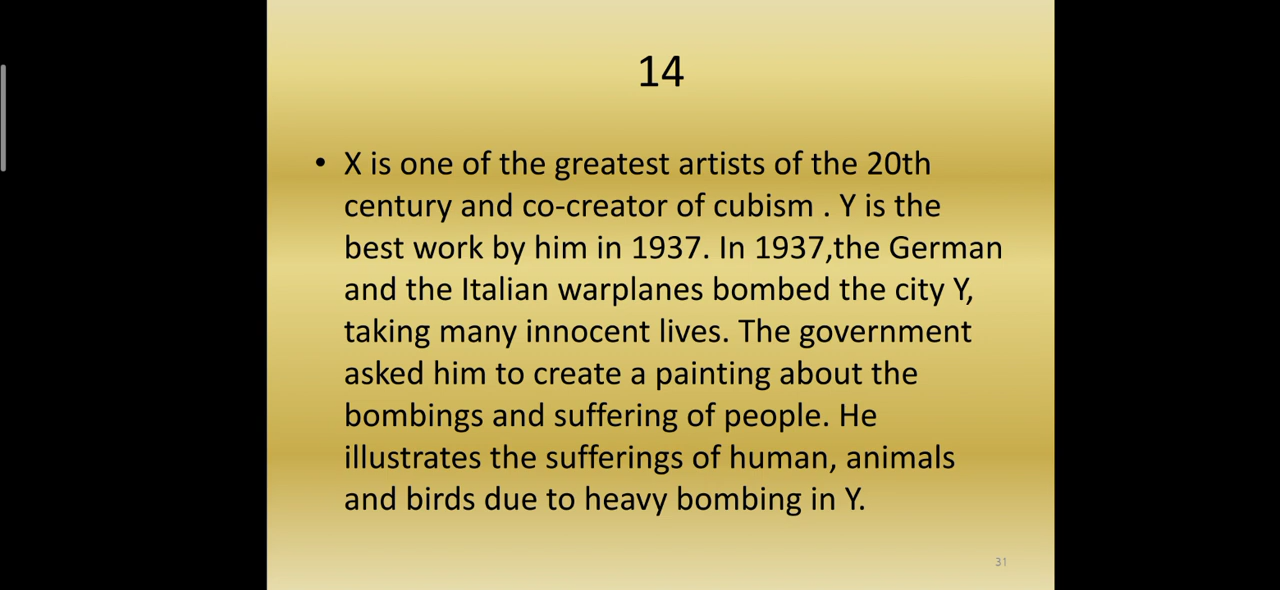 14
• X is one of the greatest artists of the 20th
century and co-creator of cubism . Y is the
best work by him in 1937. In 1937,the German
and the Italian warplanes bombed the city Y,
taking many innocent lives. The government
asked him to create a painting about the
bombings and suffering of people. He
illustrates the sufferings of human, animals
and birds due to heavy bombing in Y.
31